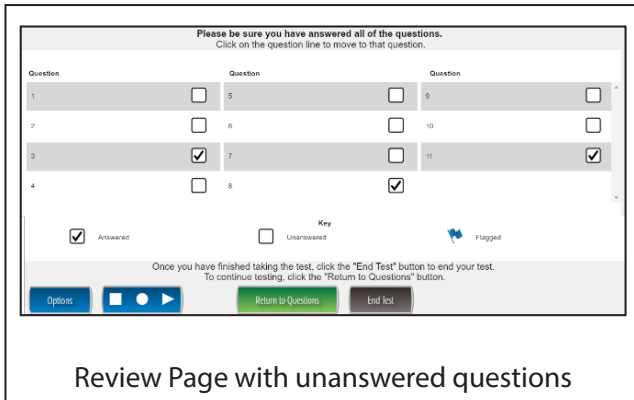 Please be sure you have answered all of the questions.
Click on the question line to move to that question.
Question Question Question
1 5 9
2 6 10
3 7 11
4 8
Key
Answered Unanswered Flagged
Once you have finished taking the test, click the "End Test" button to end your test.
To continue testing, click the "Return to Questions" button.
Options Return to Questions End Test
Review Page with unanswered questions